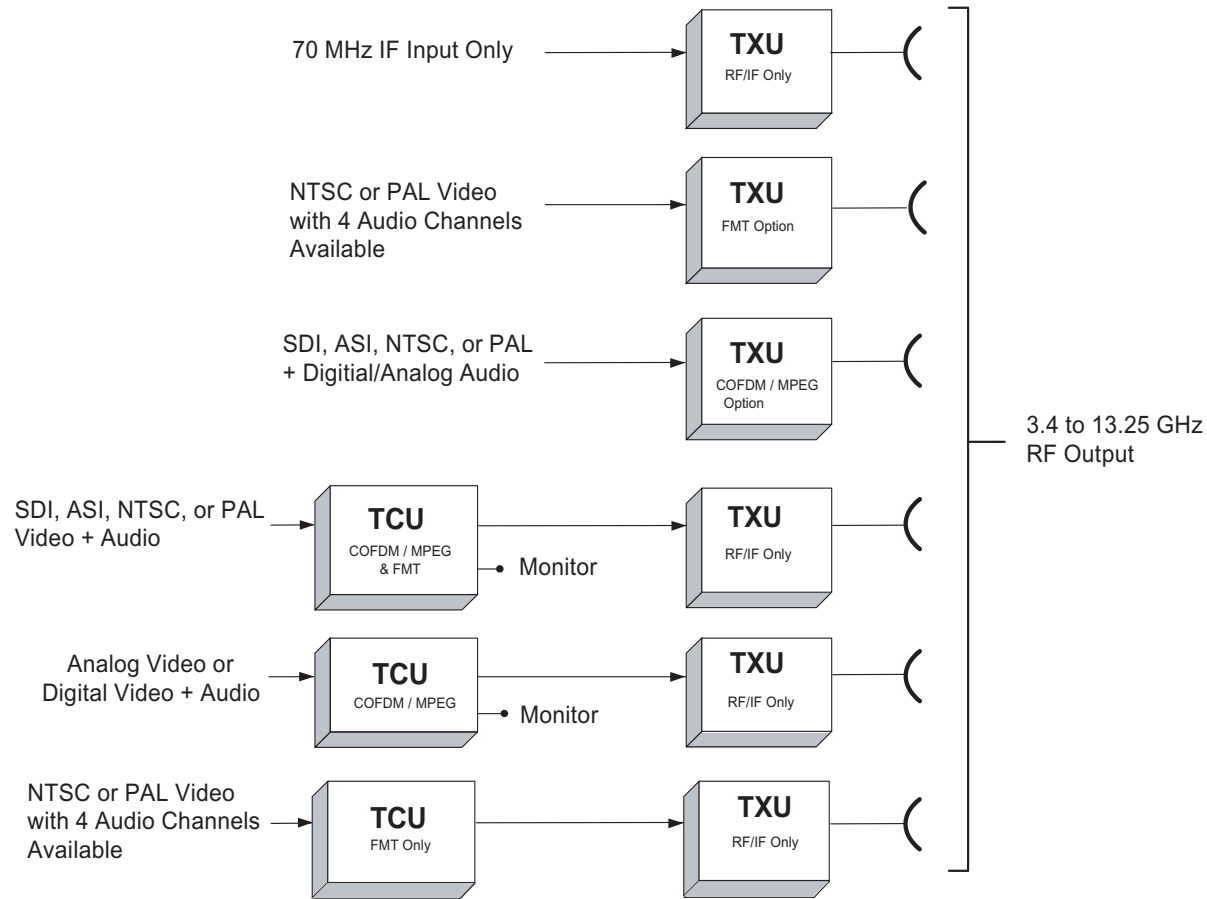 70 MHz IF Input Only
TXU
RF/IF Only
NTSC or PAL Video
with 4 Audio Channels
Available
TXU
FMT Option
SDI, ASI, NTSC, or PAL
+ Digitial/Analog Audio
TXU
COFDM / MPEG
Option
3.4 to 13.25 GHz
RF Output
SDI, ASI, NTSC, or PAL
Video + Audio
TCU
COFDM / MPEG
& FMT
Monitor
TXU
RF/IF Only
Analog Video or
Digital Video + Audio
TCU
COFDM / MPEG
Monitor
TXU
RF/IF Only
NTSC or PAL Video
with 4 Audio Channels
Available
TCU
FMT Only
TXU
RF/IF Only